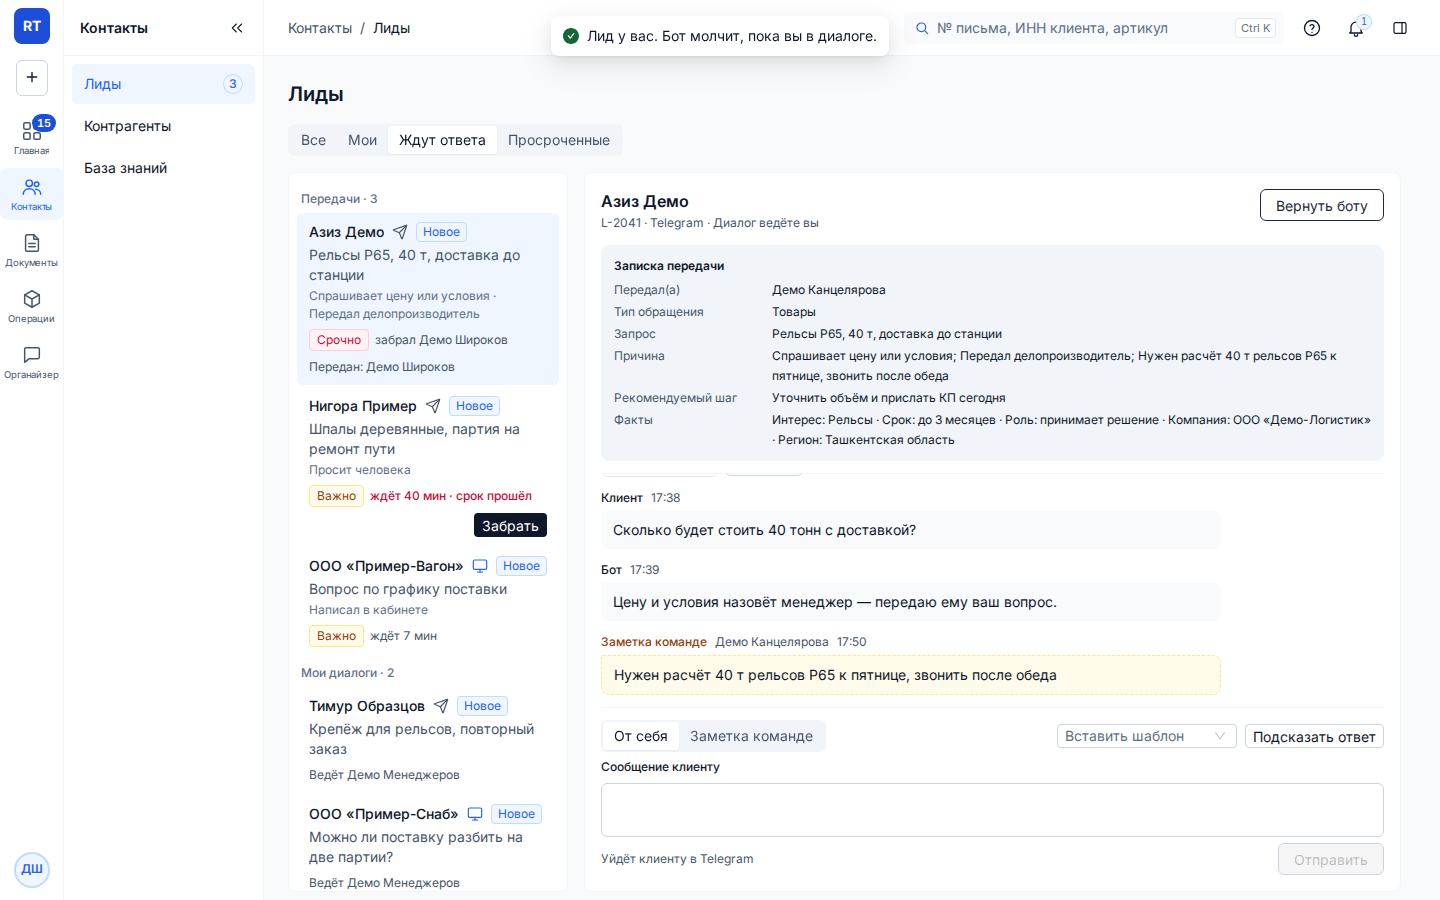 RT
15
Главная
Контакты
Документы
Операции
Органайзер
ДШ
Контакты
Лиды 3
Контрагенты
База знаний
Контакты / Лиды
Лид у вас. Бот молчит, пока вы в диалоге.
№ письма, ИНН клиента, артикул Ctrl K
1
Лиды
Все Мои Ждут ответа Просроченные
Передачи · 3
Азиз Демо Новое
Рельсы Р65, 40 т, доставка до
станции
Спрашивает цену или условия ·
Передал делопроизводитель
Срочно забрал Демо Широков
Передан: Демо Широков
Нигора Пример Новое
Шпалы деревянные, партия на
ремонт пути
Просит человека
Важно ждёт 40 мин · срок прошёл
Забрать
ООО «Пример-Вагон» Новое
Вопрос по графику поставки
Написал в кабинете
Важно ждёт 7 мин
Мои диалоги · 2
Тимур Образцов Новое
Крепёж для рельсов, повторный
заказ
Ведёт Демо Менеджеров
ООО «Пример-Снаб» Новое
Можно ли поставку разбить на
две партии?
Ведёт Демо Менеджеров
Азиз Демо
L-2041 · Telegram · Диалог ведёте вы
Вернуть боту
Записка передачи
Передал(а) Демо Канцелярова
Тип обращения Товары
Запрос Рельсы Р65, 40 т, доставка до станции
Причина Спрашивает цену или условия; Передал делопроизводитель; Нужен расчёт 40 т рельсов Р65 к
пятнице, звонить после обеда
Рекомендуемый шаг Уточнить объём и прислать КП сегодня
Факты Интерес: Рельсы · Срок: до 3 месяцев · Роль: принимает решение · Компания: ООО «Демо-Логистик»
· Регион: Ташкентская область
Клиент 17:38
Сколько будет стоить 40 тонн с доставкой?
Бот 17:39
Цену и условия назовёт менеджер — передаю ему ваш вопрос.
Заметка команде Демо Канцелярова 17:50
Нужен расчёт 40 т рельсов Р65 к пятнице, звонить после обеда
От себя Заметка команде Вставить шаблон Подсказать ответ
Сообщение клиенту
Уйдёт клиенту в Telegram Отправить